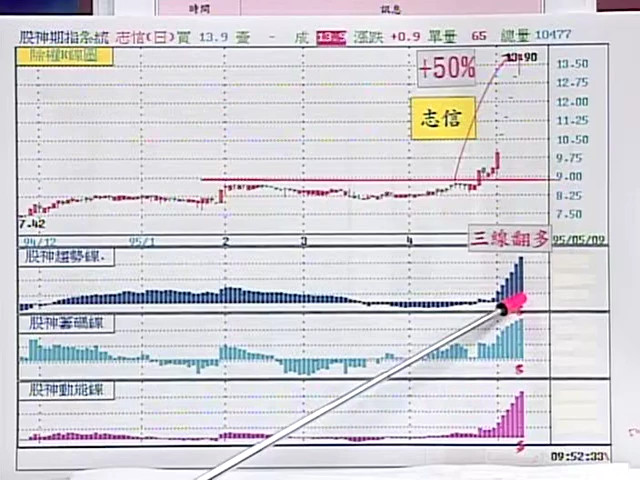 時間 訊息
股神期指系統 志信(日)買 13.9 賣 - 成 13.9 漲跌 +0.9 單量 65 總量 10477
除權K線圖
+50%
13.90
13.50
12.75
志信
12.00
11.25
10.50
9.75
9.00
8.25
7.50
7.42
94/12 95/1 2 3 4 95/05/09
三線翻多
股神趨勢線
股神籌碼線
多
股神動能線
多
09:52:33